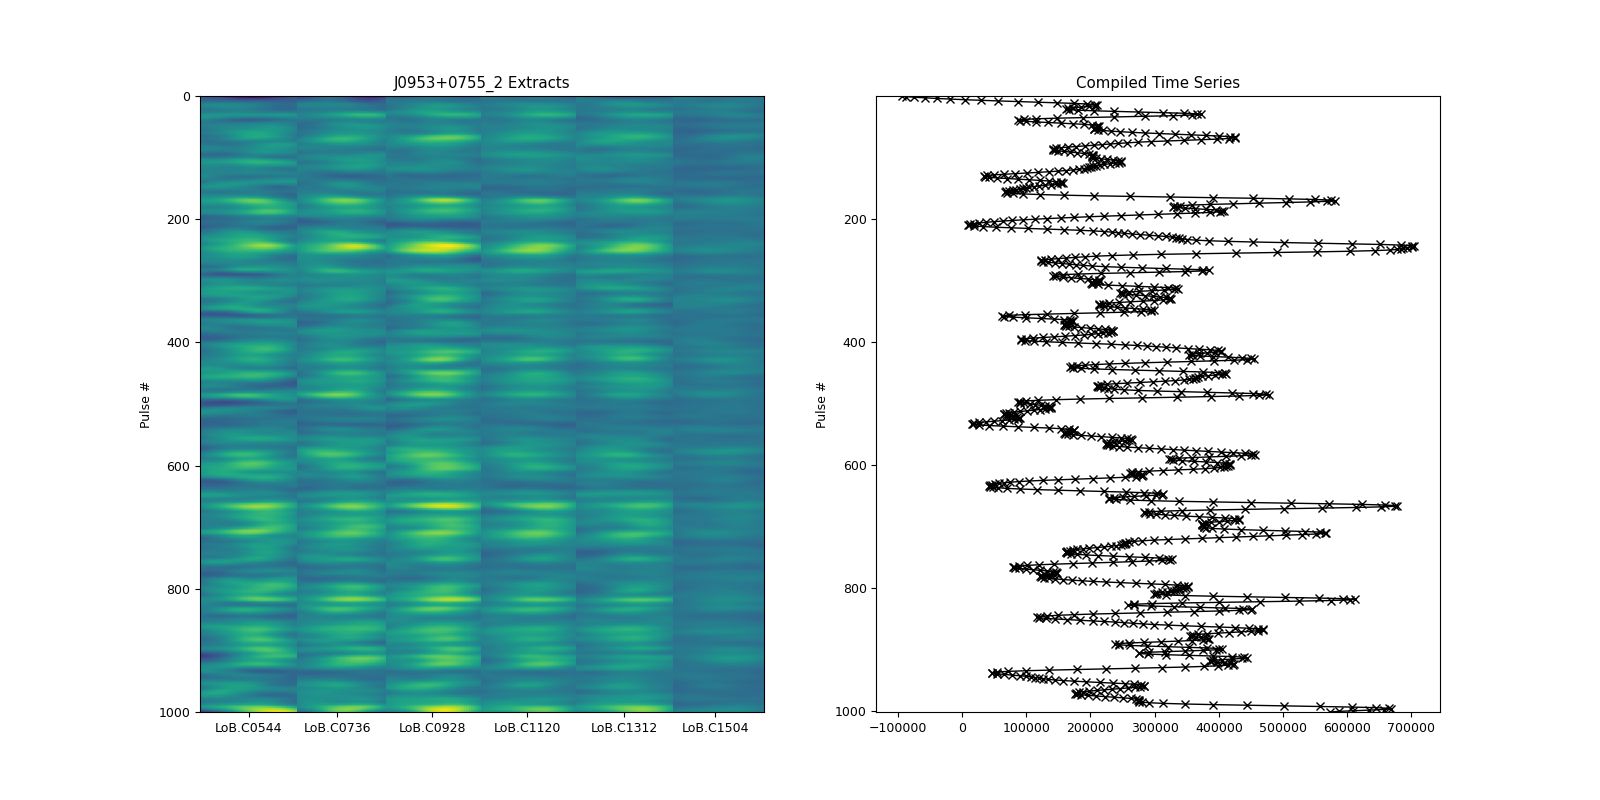 J0953+0755_2 Extracts
Pulse #
0
200
400
600
800
1000
LoB.C0544 LoB.C0736 LoB.C0928 LoB.C1120 LoB.C1312 LoB.C1504
Compiled Time Series
Pulse #
200
400
600
800
1000
−100000 0 100000 200000 300000 400000 500000 600000 700000